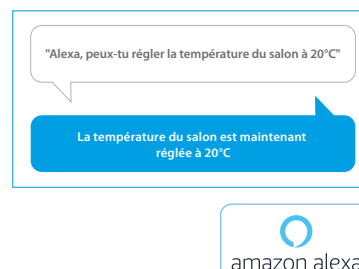 "Alexa, peux-tu régler la température du salon à 20°C"
La température du salon est maintenant
réglée à 20°C
amazon alexa